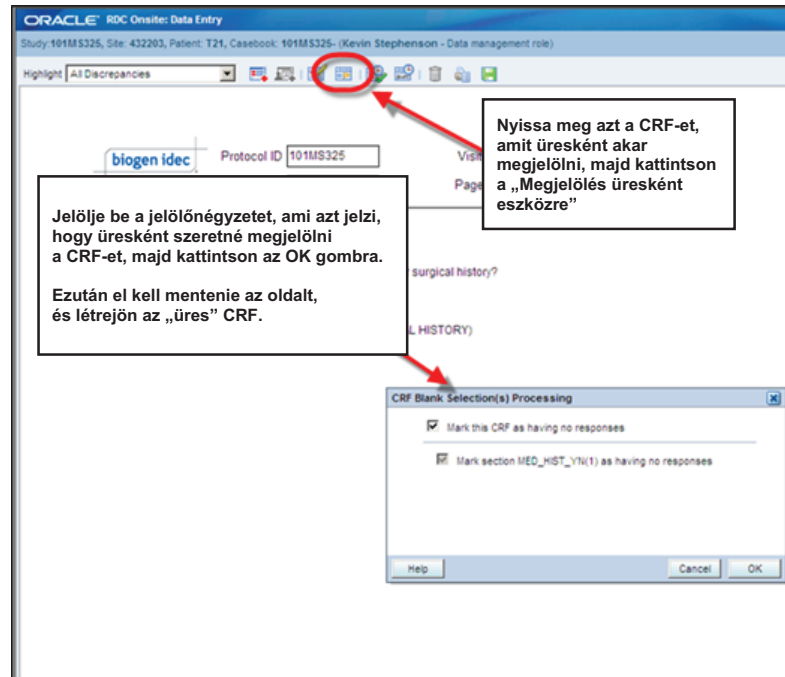 ORACLE RDC Onsite: Data Entry
Study:101MS325, Site: 432203, Patient: T21, Casebook: 101MS325- (Kevin Stephenson - Data management role)
Highlight All Discrepancies
Nyissa meg azt a CRF-et,
amit üresként akar
megjelölni, majd kattintson
a „Megjelölés üresként
eszközre”
biogen idec Protocol ID 101MS325
Page
Jelölje be a jelölőnégyzetet, ami azt jelzi,
hogy üresként szeretné megjelölni
a CRF-et, majd kattintson az OK gombra.
Ezután el kell mentenie az oldalt,
és létrejön az „üres” CRF.
surgical history?
HISTORY)
CRF Blank Selection(s) Processing
Mark this CRF as having no responses
Mark section MED_HIST_YN(1) as having no responses
Help Cancel OK